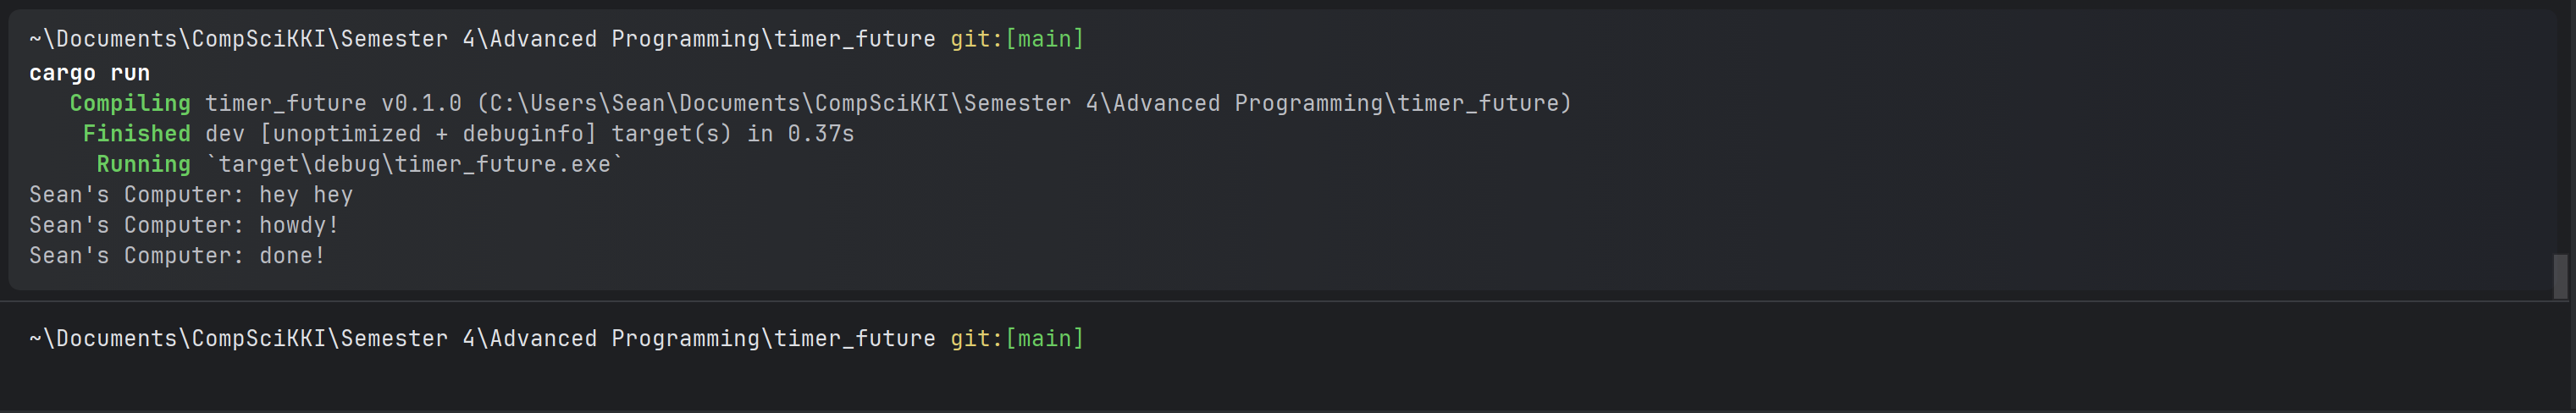 ~\Documents\CompSciKKI\Semester 4\Advanced Programming\timer_future git:[main]
cargo run
   Compiling timer_future v0.1.0 (C:\Users\Sean\Documents\CompSciKKI\Semester 4\Advanced Programming\timer_future)
    Finished dev [unoptimized + debuginfo] target(s) in 0.37s
     Running `target\debug\timer_future.exe`
Sean's Computer: hey hey
Sean's Computer: howdy!
Sean's Computer: done!
~\Documents\CompSciKKI\Semester 4\Advanced Programming\timer_future git:[main]